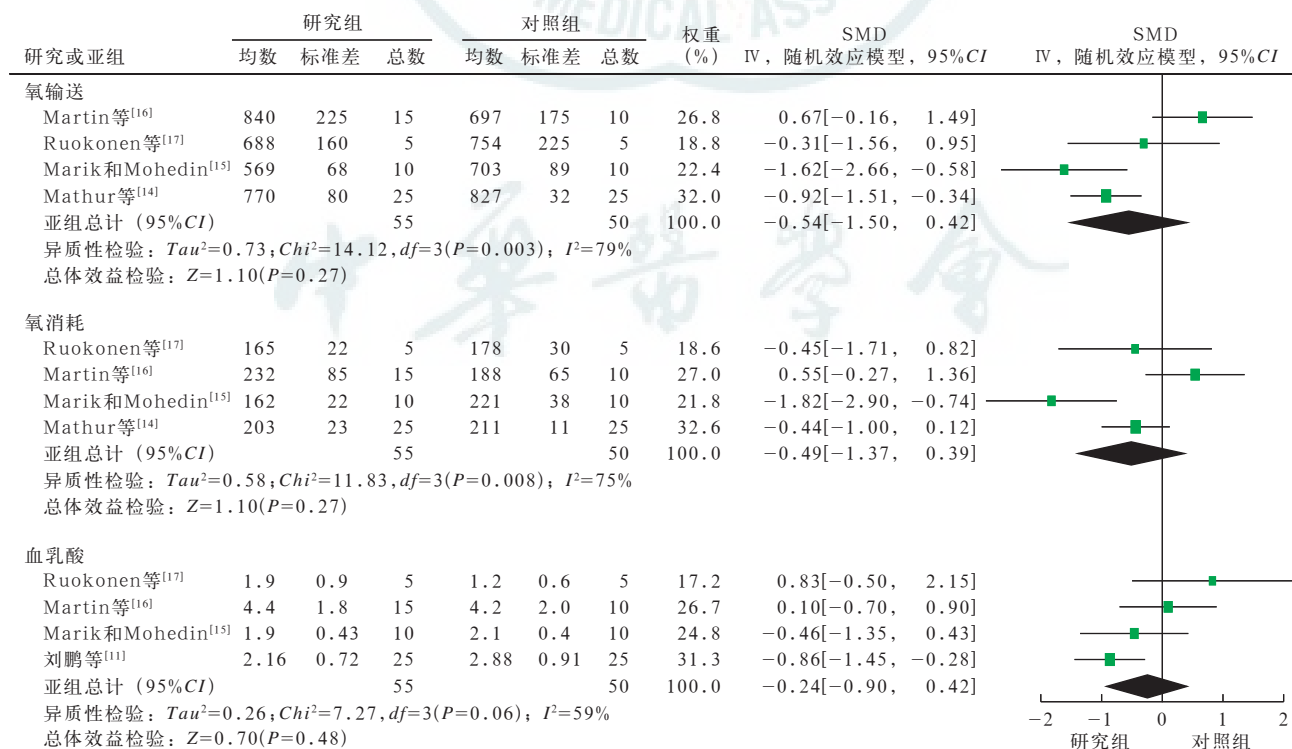 MEDICAL ASS
研究组 对照组 权重 SMD SMD
研究或亚组 均数 标准差 总数 均数 标准差 总数 (%) IV，随机效应模型，95%CI IV，随机效应模型，95%CI
氧输送
Martin等[16] 840 225 15 697 175 10 26.8 0.67[−0.16, 1.49]
Ruokonen等[17] 688 160 5 754 225 5 18.8 −0.31[−1.56, 0.95]
Marik和Mohedin[15] 569 68 10 703 89 10 22.4 −1.62[−2.66, −0.58]
Mathur等[14] 770 80 25 827 32 25 32.0 −0.92[−1.51, −0.34]
亚组总计（95%CI） 55 50 100.0 −0.54[−1.50, 0.42]
异质性检验：Tau²=0.73;Chi²=14.12,df=3(P=0.003)；I²=79%
总体效益检验：Z=1.10(P=0.27)
中华醫學會
氧消耗
Ruokonen等[17] 165 22 5 178 30 5 18.6 −0.45[−1.71, 0.82]
Martin等[16] 232 85 15 188 65 10 27.0 0.55[−0.27, 1.36]
Marik和Mohedin[15] 162 22 10 221 38 10 21.8 −1.82[−2.90, −0.74]
Mathur等[14] 203 23 25 211 11 25 32.6 −0.44[−1.00, 0.12]
亚组总计（95%CI） 55 50 100.0 −0.49[−1.37, 0.39]
异质性检验：Tau²=0.58;Chi²=11.83,df=3(P=0.008)；I²=75%
总体效益检验：Z=1.10(P=0.27)
血乳酸
Ruokonen等[17] 1.9 0.9 5 1.2 0.6 5 17.2 0.83[−0.50, 2.15]
Martin等[16] 4.4 1.8 15 4.2 2.0 10 26.7 0.10[−0.70, 0.90]
Marik和Mohedin[15] 1.9 0.43 10 2.1 0.4 10 24.8 −0.46[−1.35, 0.43]
刘鹏等[11] 2.16 0.72 25 2.88 0.91 25 31.3 −0.86[−1.45, −0.28]
亚组总计（95%CI） 55 50 100.0 −0.24[−0.90, 0.42]
异质性检验：Tau²=0.26;Chi²=7.27,df=3(P=0.06)；I²=59%
总体效益检验：Z=0.70(P=0.48)
−2 −1 0 1 2
研究组 对照组